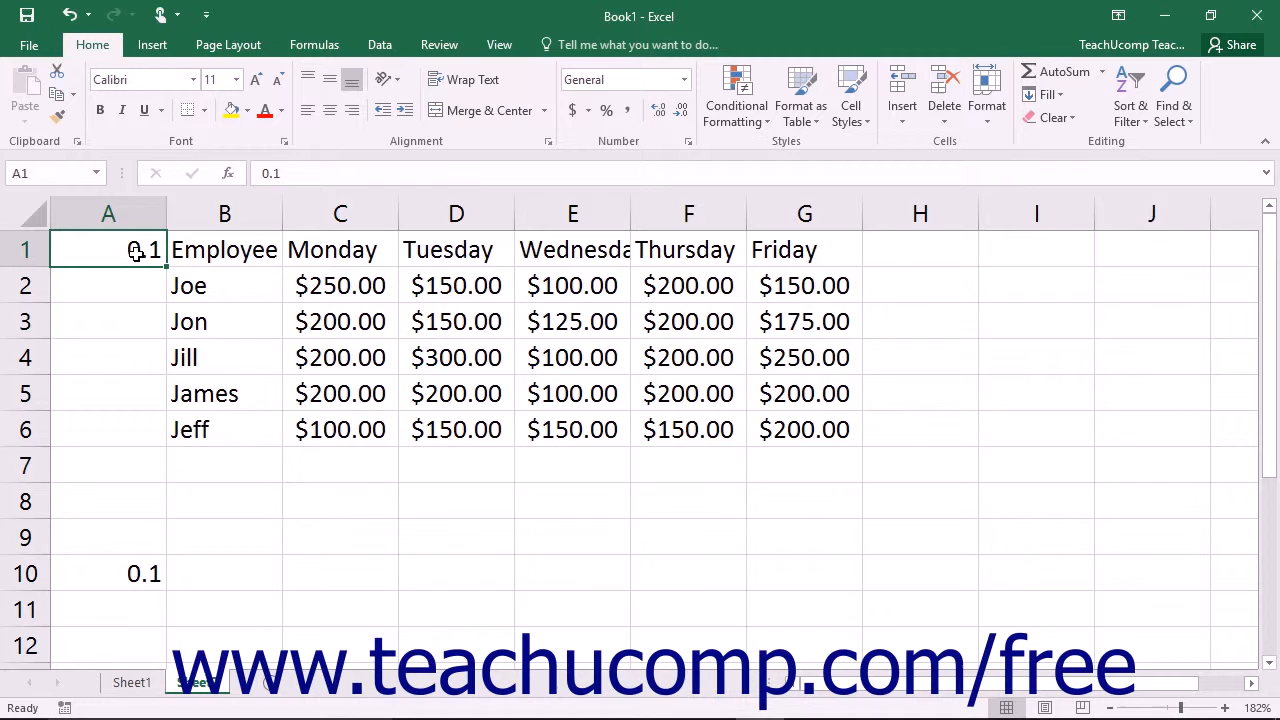 Book1 - Excel
File Home Insert Page Layout Formulas Data Review View Tell me what you want to do... TeachUcomp Teac... Share
Paste
Calibri 11 A A
B I U A
Wrap Text
Merge & Center
General
$ % , .0 .00 .00 .0
Conditional Formatting
Format as Table
Cell Styles
Insert
Delete
Format
Σ AutoSum
Fill
Clear
A Z Sort & Filter
Find & Select
Clipboard Font Alignment Number Styles Cells Editing
A1 fx 0.1
A B C D E F G H I J
1 0.1 Employee Monday Tuesday Wednesda Thursday Friday
2 Joe $250.00 $150.00 $100.00 $200.00 $150.00
3 Jon $200.00 $150.00 $125.00 $200.00 $175.00
4 Jill $200.00 $300.00 $100.00 $200.00 $250.00
5 James $200.00 $200.00 $100.00 $200.00 $200.00
6 Jeff $100.00 $150.00 $150.00 $150.00 $200.00
7
8
9
10 0.1
11
12
www.teachucomp.com/free
Sheet1
Ready 182%